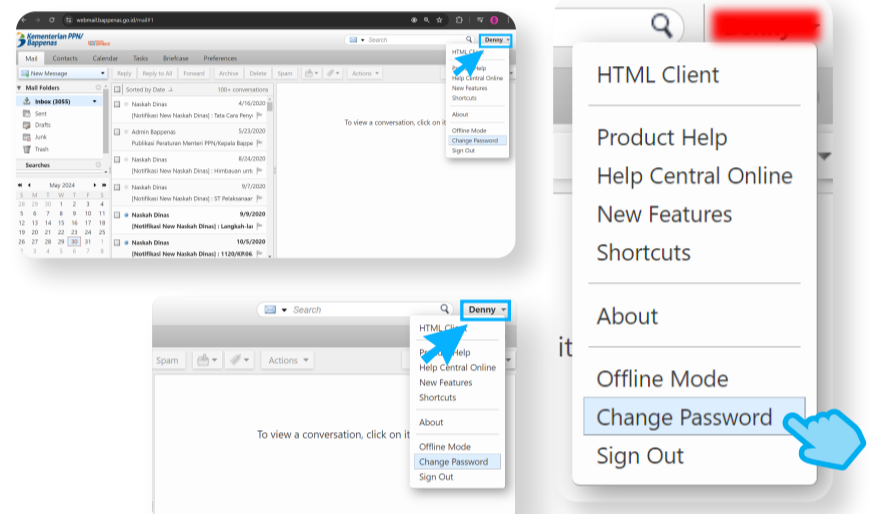 webmail.bappenas.go.id/mail#1
Kementerian PPN/
Bappenas
Search
Denny
Mail Contacts Calendar Tasks Briefcase Preferences
New Message
Reply Reply to All Forward Archive Delete Spam Actions
Mail Folders
Inbox (3055)
Sent
Drafts
Junk
Trash
Searches
May 2024
S M T W T F S
28 29 30 1 2 3 4
5 6 7 8 9 10 11
12 13 14 15 16 17 18
19 20 21 22 23 24 25
26 27 28 29 30 31 1
2 3 4 5 6 7 8
Sorted by Date 100+ conversations
Naskah Dinas 4/16/2020
[Notifikasi New Naskah Dinas] : Tata Cara Penyu
Admin Bappenas 5/23/2020
Publikasi Peraturan Menteri PPN/Kepala Bappe
Naskah Dinas 8/24/2020
[Notifikasi New Naskah Dinas] : Himbauan untu
Naskah Dinas 9/7/2020
[Notifikasi New Naskah Dinas] : ST Pelaksanaar
Naskah Dinas 9/9/2020
[Notifikasi New Naskah Dinas] : Langkah-la
Naskah Dinas 10/5/2020
[Notifikasi New Naskah Dinas] : 1120/KR.06.
To view a conversation, click on it
HTML Client
Product Help
Help Central Online
New Features
Shortcuts
About
Offline Mode
Change Password
Sign Out
Search
Denny
Spam Actions
To view a conversation, click on it
HTML Client
Product Help
Help Central Online
New Features
Shortcuts
About
Offline Mode
Change Password
Sign Out
HTML Client
Product Help
Help Central Online
New Features
Shortcuts
About
it
Offline Mode
Change Password
Sign Out